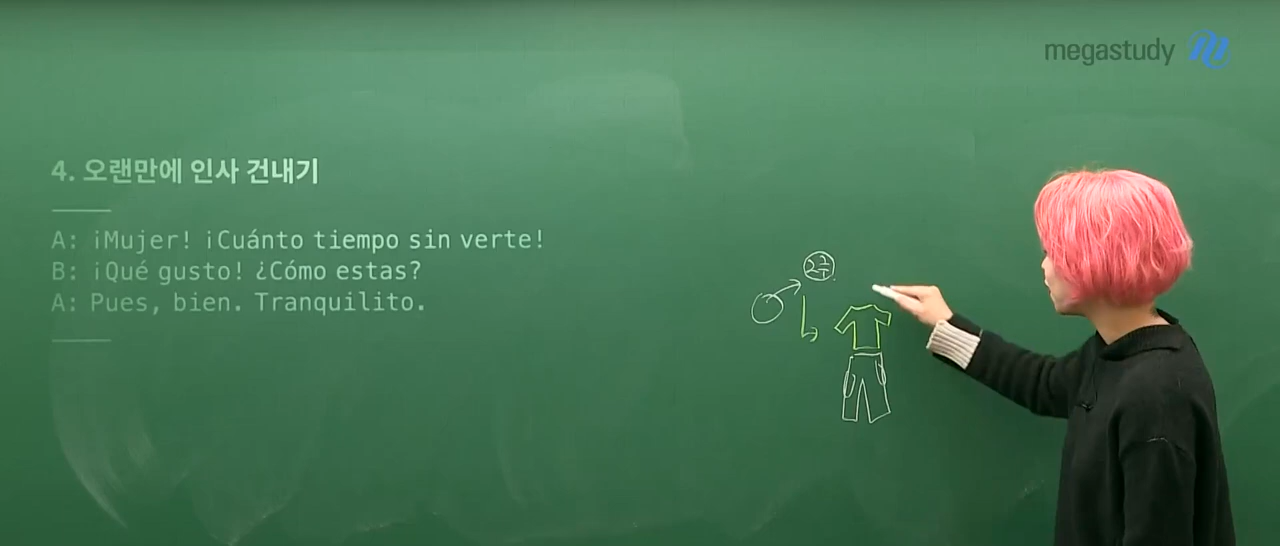 megastudy
4. 오랜만에 인사 건내기
A: ¡Mujer! ¡Cuánto tiempo sin verte!
B: ¡Qué gusto! ¿Cómo estas?
A: Pues, bien. Tranquilito.